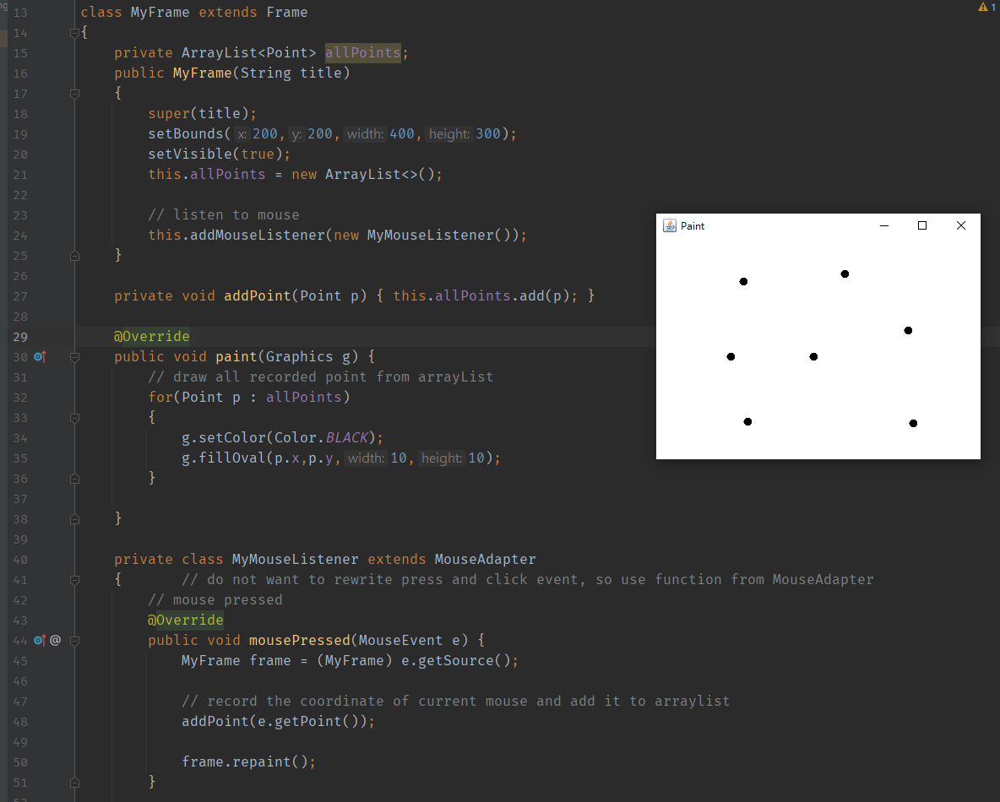 13 class MyFrame extends Frame
14 {
15 private ArrayList<Point> allPoints;
16 public MyFrame(String title)
17 {
18 super(title);
19 setBounds( x: 200, y: 200, width: 400, height: 300);
20 setVisible(true);
21 this.allPoints = new ArrayList<>();
22
23 // listen to mouse
24 this.addMouseListener(new MyMouseListener());
25 }
26
27 private void addPoint(Point p) { this.allPoints.add(p); }
28
29 @Override
30 public void paint(Graphics g) {
31 // draw all recorded point from arrayList
32 for(Point p : allPoints)
33 {
34 g.setColor(Color.BLACK);
35 g.fillOval(p.x,p.y, width: 10, height: 10);
36 }
37
38 }
39
40 private class MyMouseListener extends MouseAdapter
41 { // do not want to rewrite press and click event, so use function from MouseAdapter
42 // mouse pressed
43 @Override
44 @ public void mousePressed(MouseEvent e) {
45 MyFrame frame = (MyFrame) e.getSource();
46
47 // record the coordinate of current mouse and add it to arraylist
48 addPoint(e.getPoint());
49
50 frame.repaint();
51 }
1
Paint